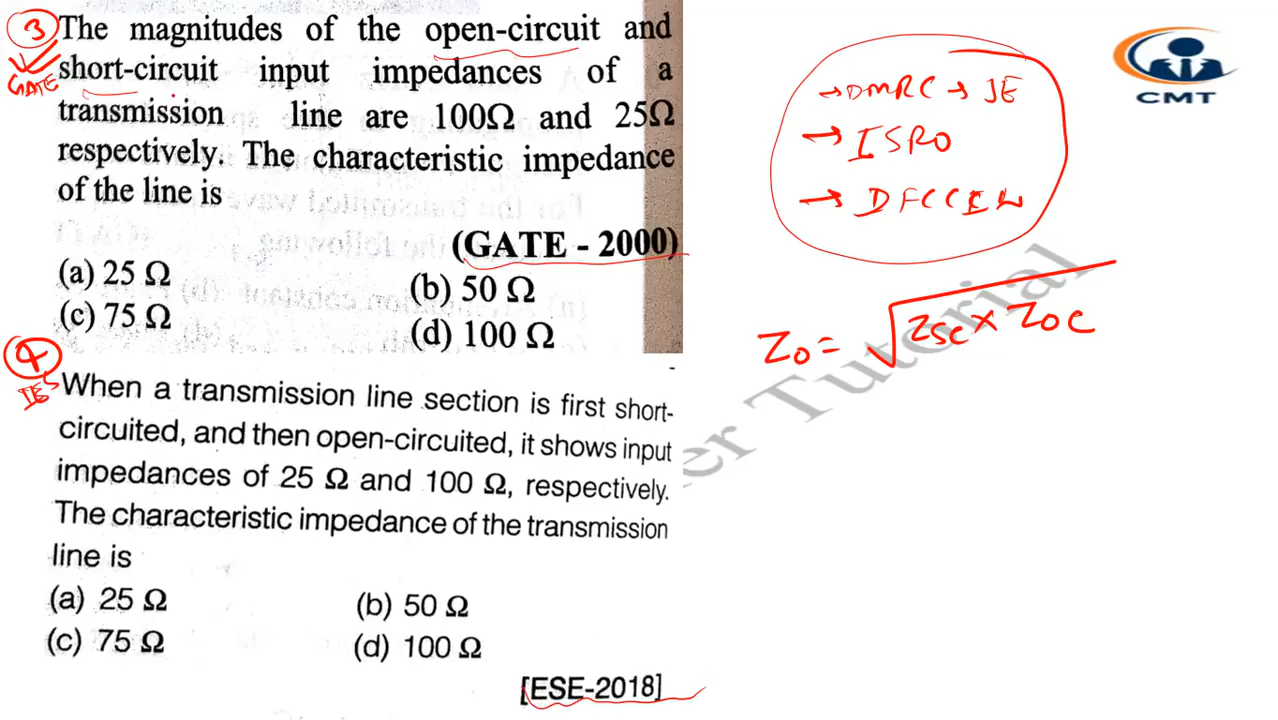 3 The magnitudes of the open-circuit and
GATE short-circuit input impedances of a
transmission line are 100Ω and 25Ω
respectively. The characteristic impedance
of the line is
(GATE - 2000)
(a) 25 Ω (b) 50 Ω
(c) 75 Ω (d) 100 Ω
4
IES When a transmission line section is first short-
circuited, and then open-circuited, it shows input
impedances of 25 Ω and 100 Ω, respectively.
The characteristic impedance of the transmission
line is
(a) 25 Ω (b) 50 Ω
(c) 75 Ω (d) 100 Ω
[ESE-2018]
→ DMRC → JE
→ ISRO
→ DFCCIL
Z0 = √Zsc × Zoc
CMT
er Tutorial